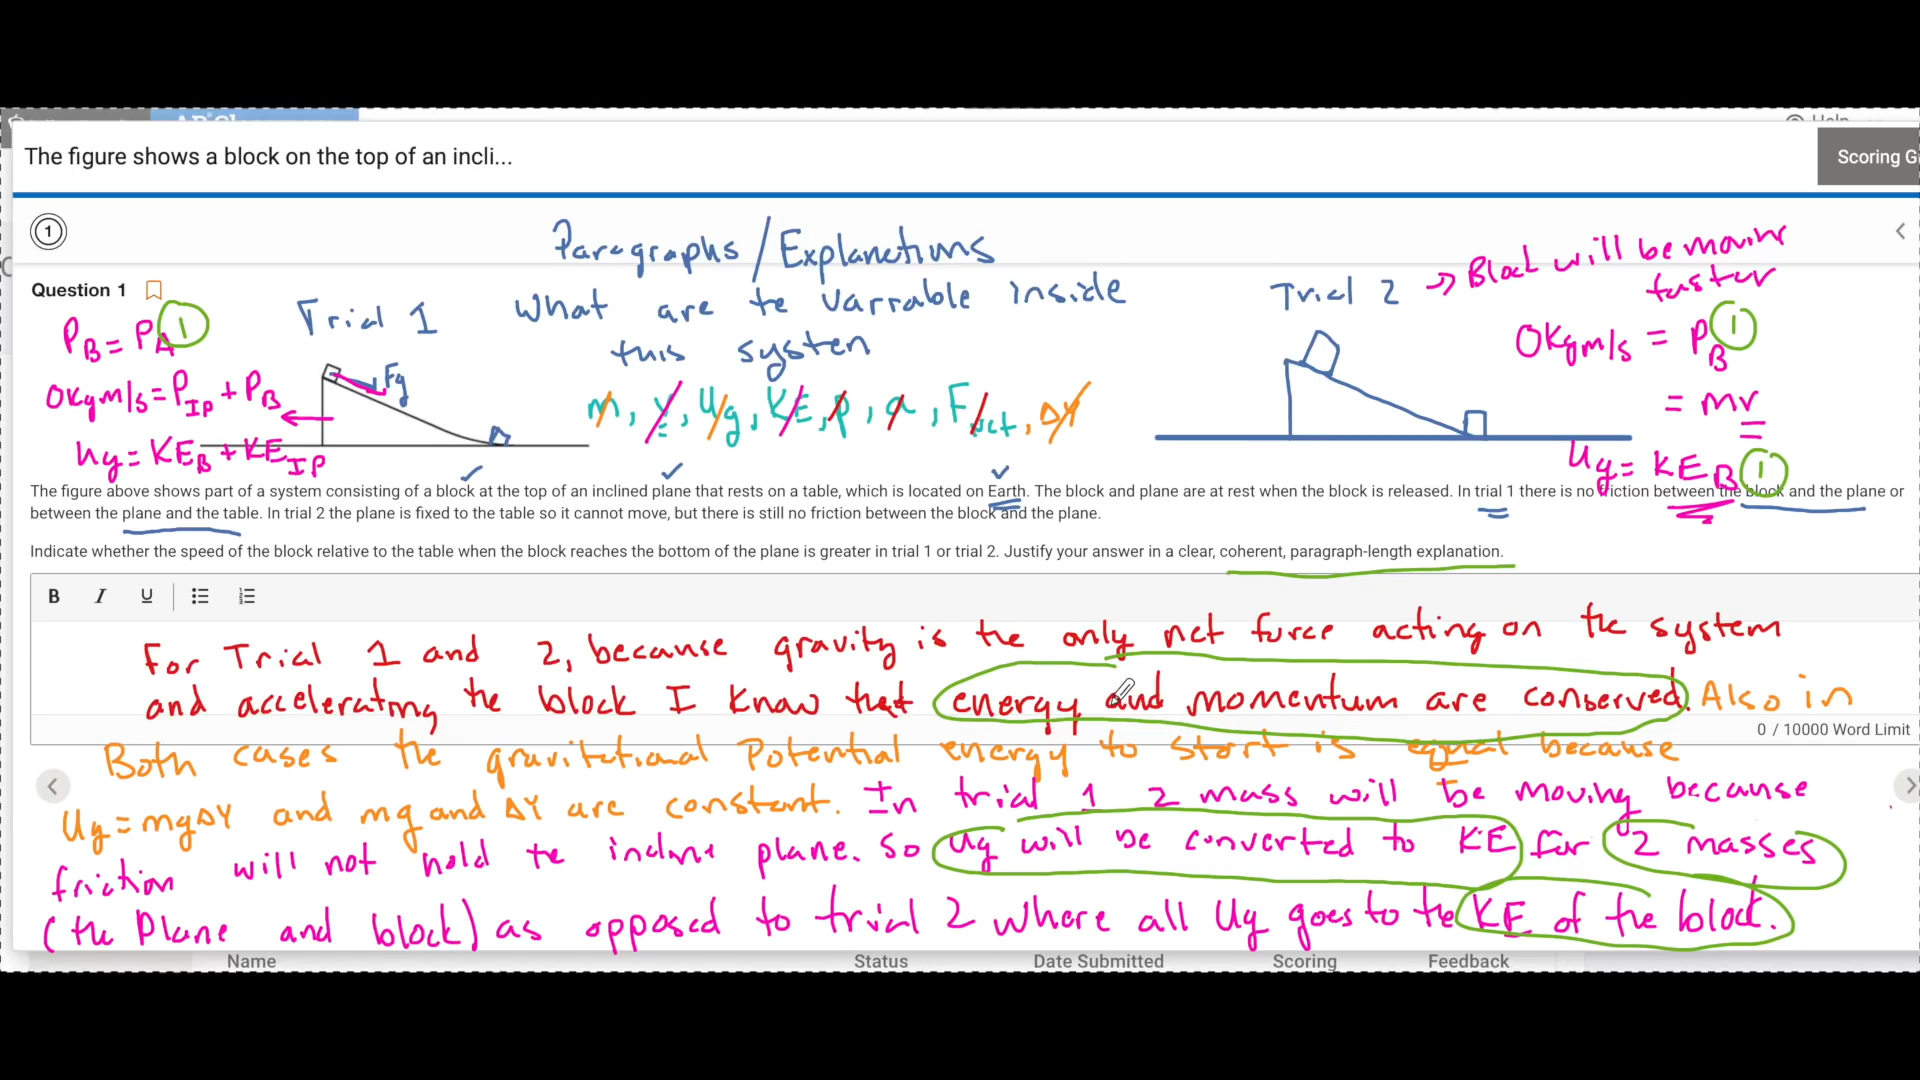 Help
The figure shows a block on the top of an incli...
Scoring G
1
Paragraphs / Explanations
Question 1
Trial 1
What are te varrable inside
this system
Trial 2
→ Block will be moving
faster
P_B = P_A 1
0 kgm/s = P_IP + P_B
Ug = KE_B + KE_IP
Fg
m, v, Ug, KE, p, a, F_net, ΔY
0 kgm/s = P_B 1
= mv
Ug = KE_B 1
The figure above shows part of a system consisting of a block at the top of an inclined plane that rests on a table, which is located on Earth. The block and plane are at rest when the block is released. In trial 1 there is no friction between the block and the plane or
between the plane and the table. In trial 2 the plane is fixed to the table so it cannot move, but there is still no friction between the block and the plane.
Indicate whether the speed of the block relative to the table when the block reaches the bottom of the plane is greater in trial 1 or trial 2. Justify your answer in a clear, coherent, paragraph-length explanation.
B I U
For Trial 1 and 2, because gravity is the only net force acting on the system
and accelerating the block I know that energy and momentum are conserved. Also in
0 / 10000 Word Limit
Both cases the gravitational Potential energy to start is equal because
Ug = mgΔY and mg and ΔY are constant. In trial 1 2 mass will be moving because
friction will not hold te incline plane. So Ug will be converted to KE for 2 masses
(the Plane and block) as opposed to trial 2 where all Ug goes to the KE of the block.
Name Status Date Submitted Scoring Feedback